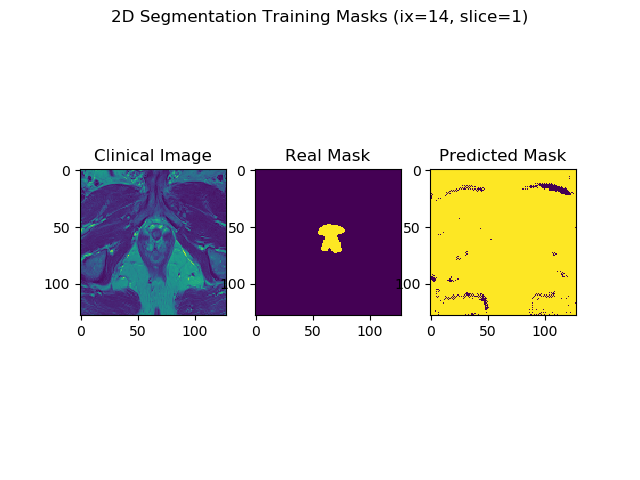 2D Segmentation Training Masks (ix=14, slice=1)
Clinical Image Real Mask Predicted Mask
0 0 0
50 50 50
100 100 100
0 50 100 0 50 100 0 50 100